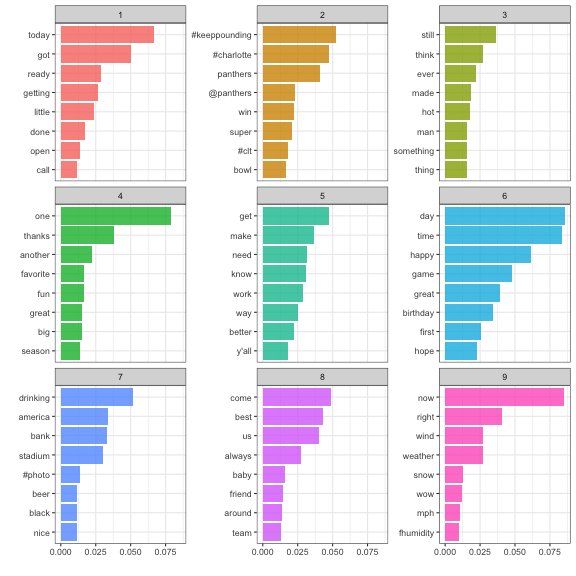 1
today
got
ready
getting
little
done
open
call
2
#keeppounding
#charlotte
panthers
@panthers
win
super
#clt
bowl
3
still
think
ever
made
hot
man
something
thing
4
one
thanks
another
favorite
fun
great
big
season
5
get
make
need
know
work
way
better
y'all
6
day
time
happy
game
great
birthday
first
hope
7
drinking
america
bank
stadium
#photo
beer
black
nice
0.000 0.025 0.050 0.075
8
come
best
us
always
baby
friend
around
team
0.000 0.025 0.050 0.075
9
now
right
wind
weather
snow
wow
mph
fhumidity
0.000 0.025 0.050 0.075